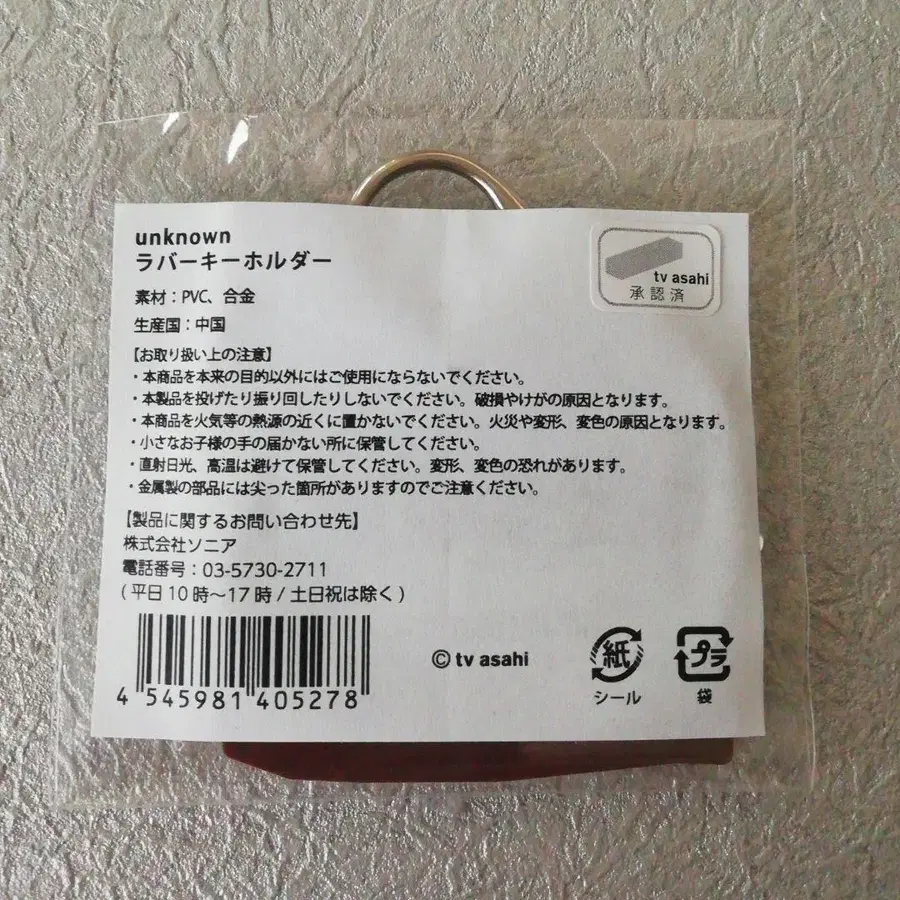 unknown
ラバーキーホルダー
tv asahi
承認済
素材：PVC、合金
生産国：中国
【お取り扱い上の注意】
・本商品を本来の目的以外にはご使用にならないでください。
・本製品を投げたり振り回したりしないでください。破損やけがの原因となります。
・本商品を火気等の熱源の近くに置かないでください。火災や変形、変色の原因となります。
・小さなお子様の手の届かない所に保管してください。
・直射日光、高温は避けて保管してください。変形、変色の恐れがあります。
・金属製の部品には尖った箇所がありますのでご注意ください。
【製品に関するお問い合わせ先】
株式会社ソニア
電話番号：03-5730-2711
(平日10時〜17時/土日祝は除く)
4 545981 405278
© tv asahi
紙
シール
プラ
袋